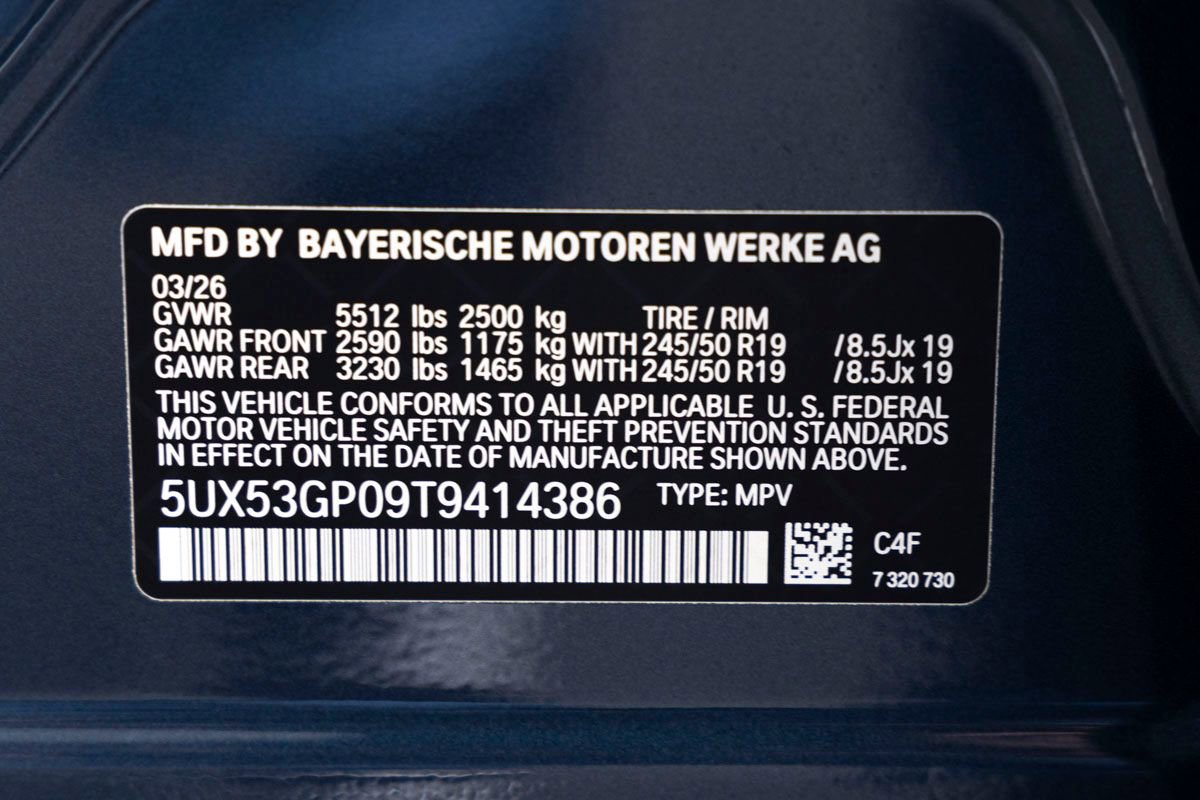 MFD BY BAYERISCHE MOTOREN WERKE AG
03/26
GVWR 5512 lbs 2500 kg TIRE / RIM
GAWR FRONT 2590 lbs 1175 kg WITH 245/50 R19 /8.5Jx 19
GAWR REAR 3230 lbs 1465 kg WITH 245/50 R19 /8.5Jx 19
THIS VEHICLE CONFORMS TO ALL APPLICABLE U. S. FEDERAL
MOTOR VEHICLE SAFETY AND THEFT PREVENTION STANDARDS
IN EFFECT ON THE DATE OF MANUFACTURE SHOWN ABOVE.
5UX53GP09T9414386 TYPE: MPV
C4F
7 320 730